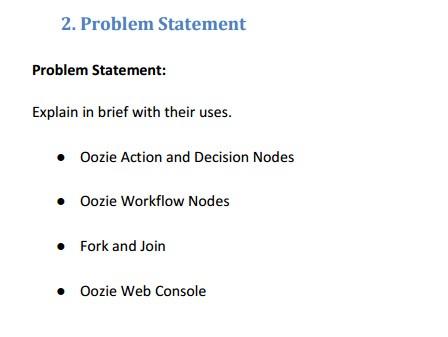 2. Problem Statement
Problem Statement:
Explain in brief with their uses.
● Oozie Action and Decision Nodes
● Oozie Workflow Nodes
● Fork and Join
● Oozie Web Console